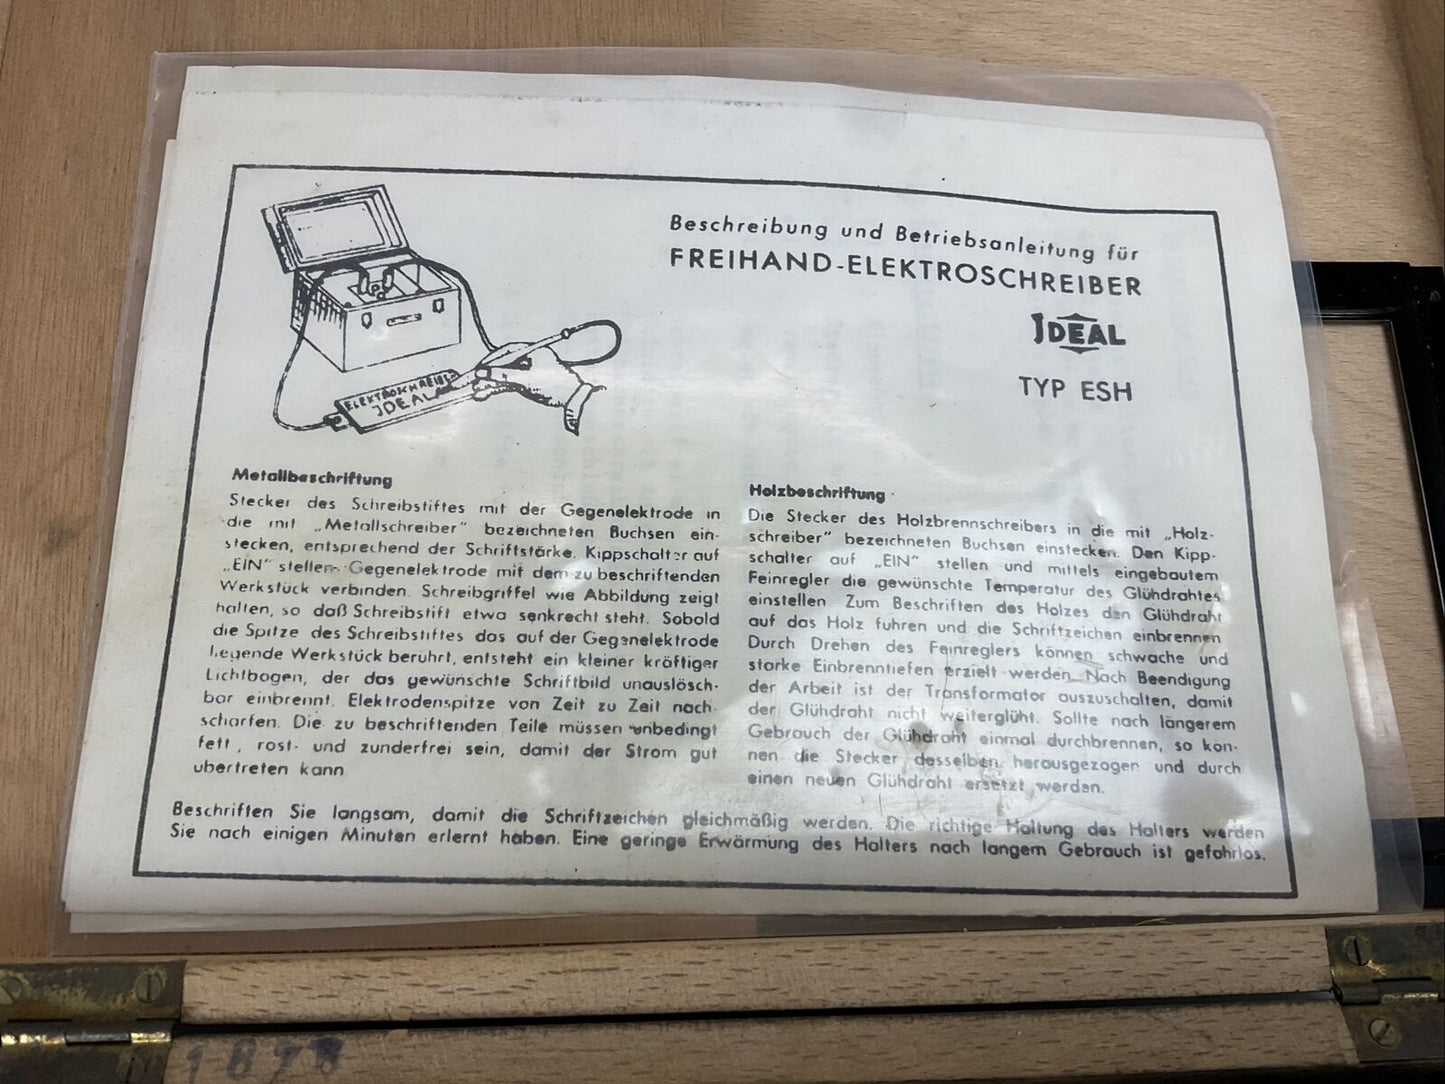 Beschreibung und Betriebsanleitung für
FREIHAND-ELEKTROSCHREIBER
JDEAL
TYP ESH
ELEKTROSCHREIBER
JDEAL
Metallbeschriftung
Stecker des Schreibstiftes mit der Gegenelektrode in
die mit „Metallschreiber" bezeichneten Buchsen ein-
stecken, entsprechend der Schriftstärke. Kippschalter auf
„EIN" stellen. Gegenelektrode mit dem zu beschriftenden
Werkstück verbinden. Schreibgriffel wie Abbildung zeigt
halten, so daß Schreibstift etwa senkrecht steht. Sobald
die Spitze des Schreibstiftes das auf der Gegenelektrode
liegende Werkstück berührt, entsteht ein kleiner kräftiger
Lichtbogen, der das gewünschte Schriftbild unauslösch-
bar einbrennt. Elektrodenspitze von Zeit zu Zeit nach-
schärfen. Die zu beschriftenden Teile müssen unbedingt
fett-, rost- und zunderfrei sein, damit der Strom gut
übertreten kann
Holzbeschriftung
Die Stecker des Holzbrennschreibers in die mit „Holz-
schreiber" bezeichneten Buchsen einstecken. Den Kipp-
schalter auf „EIN" stellen und mittels eingebautem
Feinregler die gewünschte Temperatur des Glühdrahtes
einstellen. Zum Beschriften des Holzes den Glühdraht
auf das Holz führen und die Schriftzeichen einbrennen
Durch Drehen des Feinreglers können schwache und
starke Einbrenntiefen erzielt werden. Nach Beendigung
der Arbeit ist der Transformator auszuschalten, damit
der Glühdraht nicht weiterglüht. Sollte nach längerem
Gebrauch der Glühdraht einmal durchbrennen, so kön-
nen die Stecker desselben herausgezogen und durch
einen neuen Glühdraht ersetzt werden.
Beschriften Sie langsam, damit die Schriftzeichen gleichmäßig werden. Die richtige Haltung des Halters werden
Sie nach einigen Minuten erlernt haben. Eine geringe Erwärmung des Halters nach langem Gebrauch ist gefahrlos.